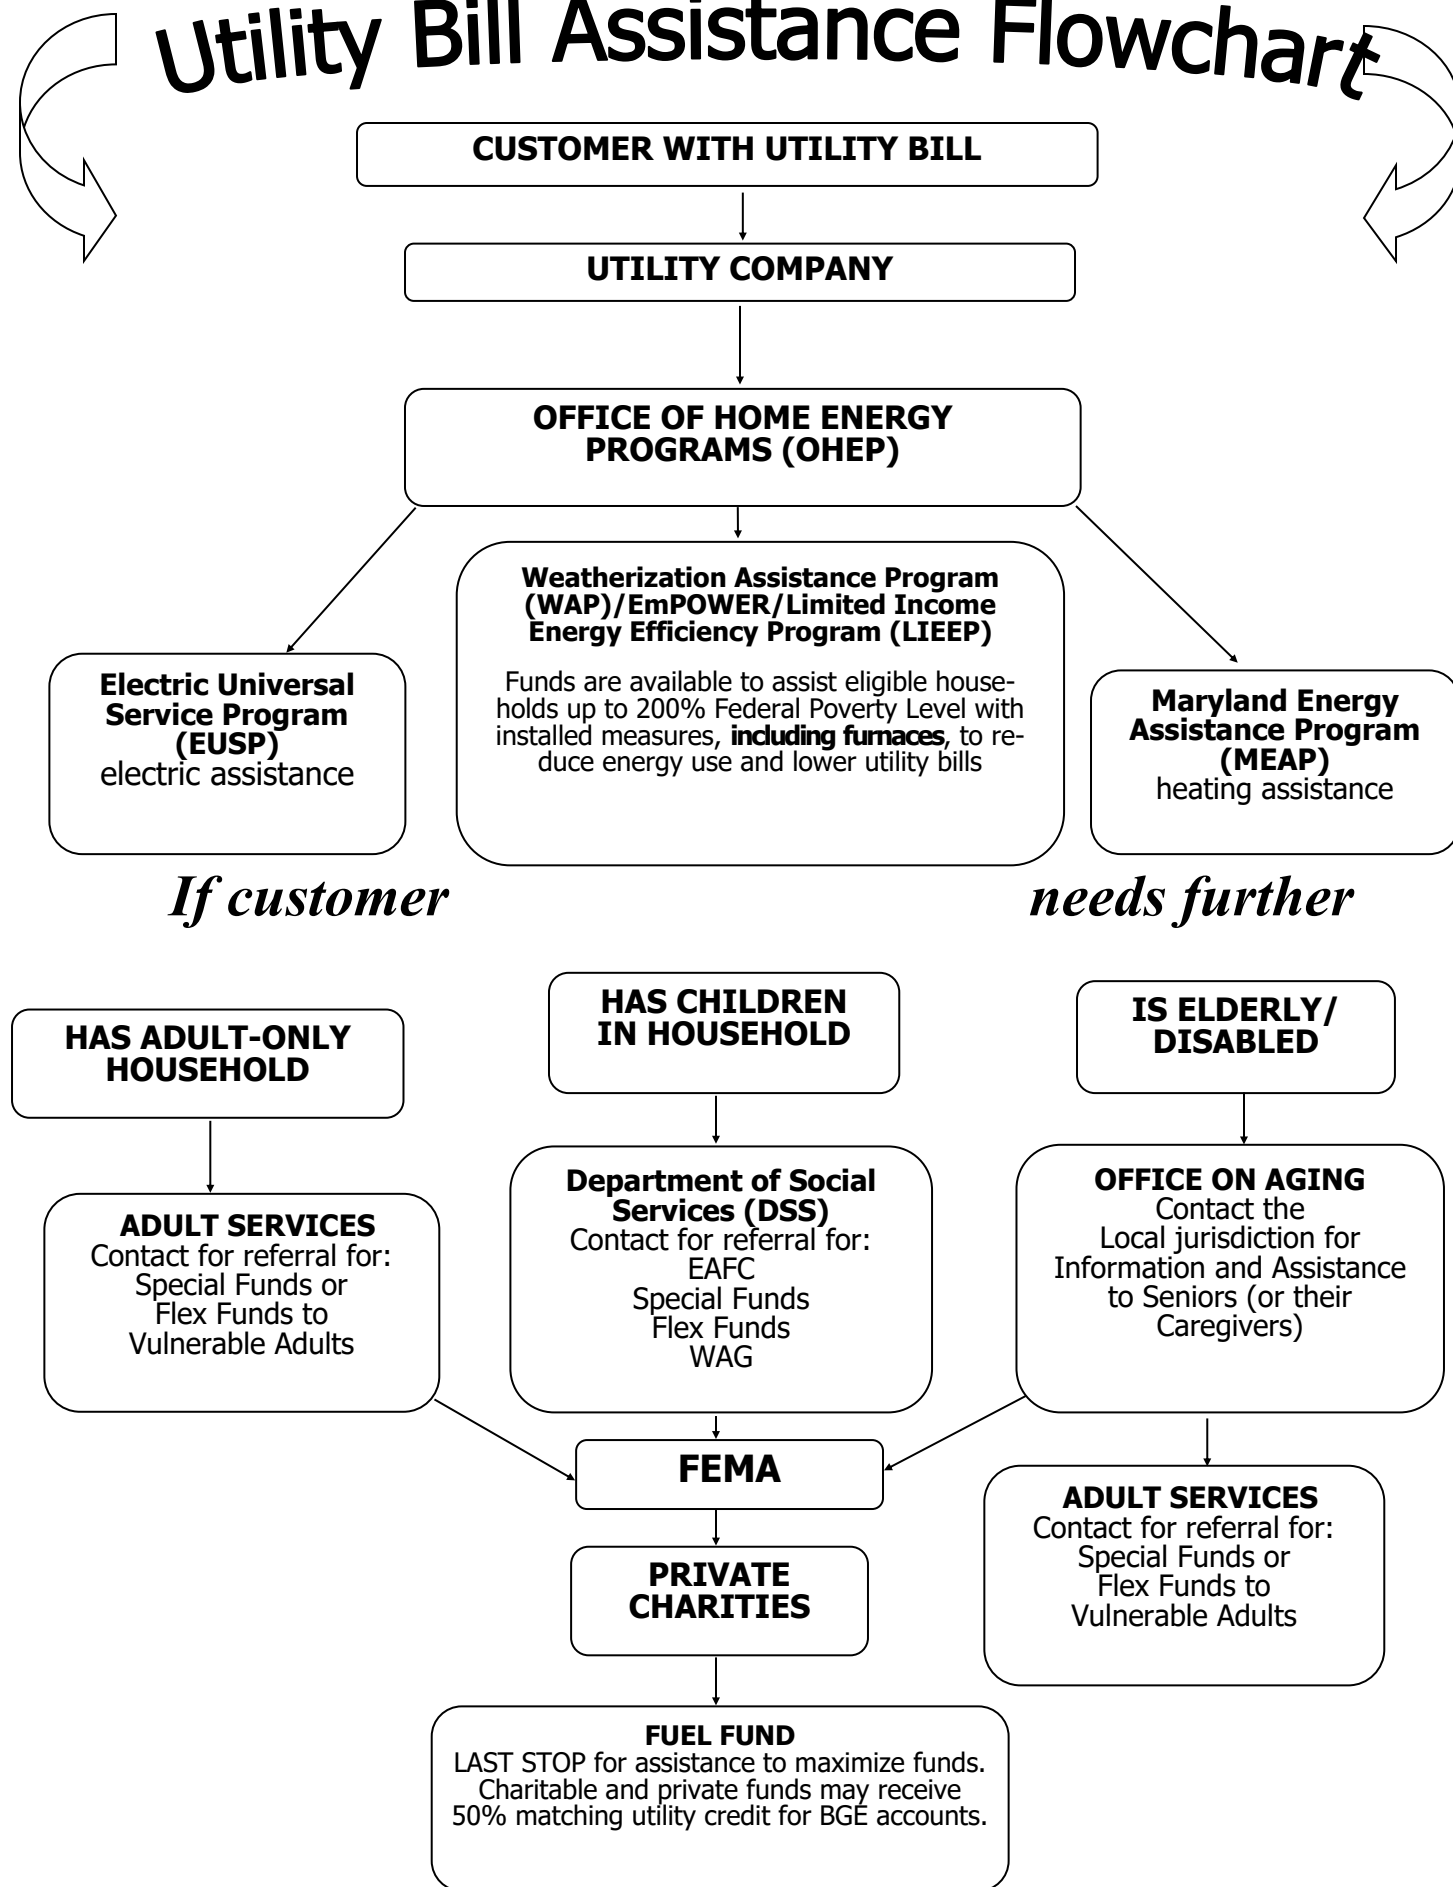 Utility Bill Assistance Flowchart
CUSTOMER WITH UTILITY BILL
UTILITY COMPANY
OFFICE OF HOME ENERGY
PROGRAMS (OHEP)
Electric Universal
Service Program
(EUSP)
electric assistance
Weatherization Assistance Program
(WAP)/EmPOWER/Limited Income
Energy Efficiency Program (LIEEP)
Funds are available to assist eligible house-
holds up to 200% Federal Poverty Level with
installed measures, including furnaces, to re-
duce energy use and lower utility bills
Maryland Energy
Assistance Program
(MEAP)
heating assistance
If customer needs further
HAS ADULT-ONLY
HOUSEHOLD
HAS CHILDREN
IN HOUSEHOLD
IS ELDERLY/
DISABLED
ADULT SERVICES
Contact for referral for:
Special Funds or
Flex Funds to
Vulnerable Adults
Department of Social
Services (DSS)
Contact for referral for:
EAFC
Special Funds
Flex Funds
WAG
OFFICE ON AGING
Contact the
Local jurisdiction for
Information and Assistance
to Seniors (or their
Caregivers)
FEMA
ADULT SERVICES
Contact for referral for:
Special Funds or
Flex Funds to
Vulnerable Adults
PRIVATE
CHARITIES
FUEL FUND
LAST STOP for assistance to maximize funds.
Charitable and private funds may receive
50% matching utility credit for BGE accounts.